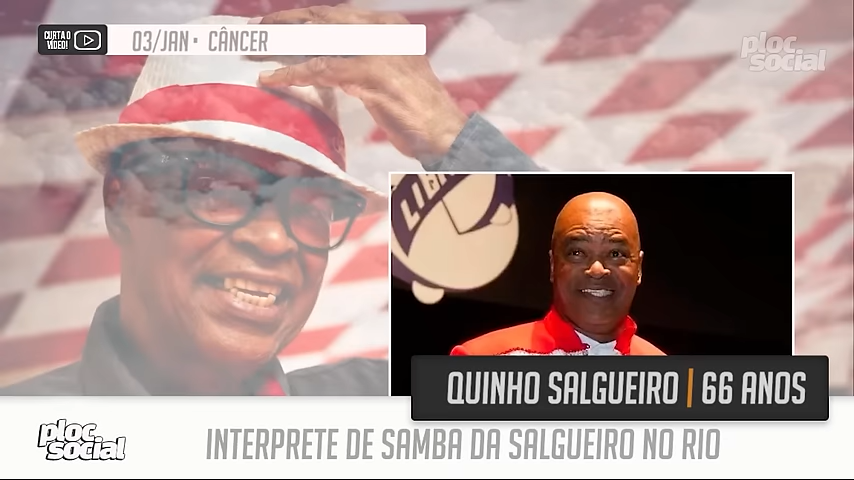 CURTA O
VÍDEO!
03/JAN • CÂNCER
ploc
social
QUINHO SALGUEIRO | 66 ANOS
ploc
social
INTERPRETE DE SAMBA DA SALGUEIRO NO RIO